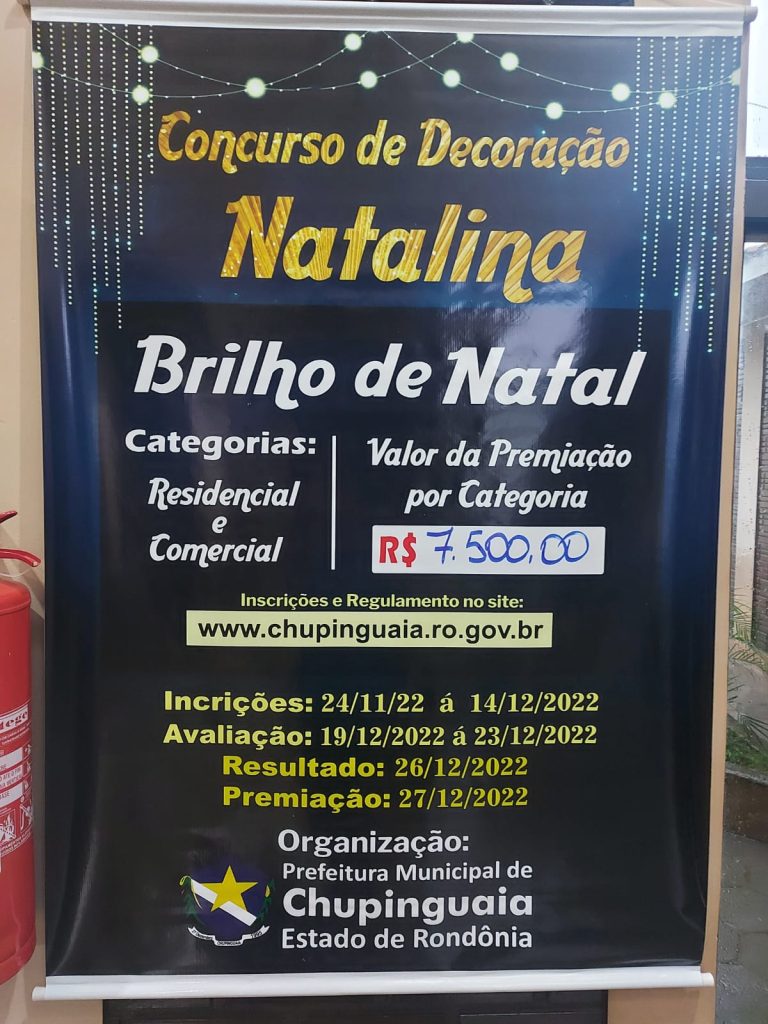 Concurso de Decoração
Natalina
Brilho de Natal
Categorias:
Residencial
e
Comercial
Valor da Premiação
por Categoria
R$ 7.500,00
Inscrições e Regulamento no site:
www.chupinguaia.ro.gov.br
Incrições: 24/11/22 á 14/12/2022
Avaliação: 19/12/2022 á 23/12/2022
Resultado: 26/12/2022
Premiação: 27/12/2022
Organização:
Prefeitura Municipal de
Chupinguaia
Estado de Rondônia